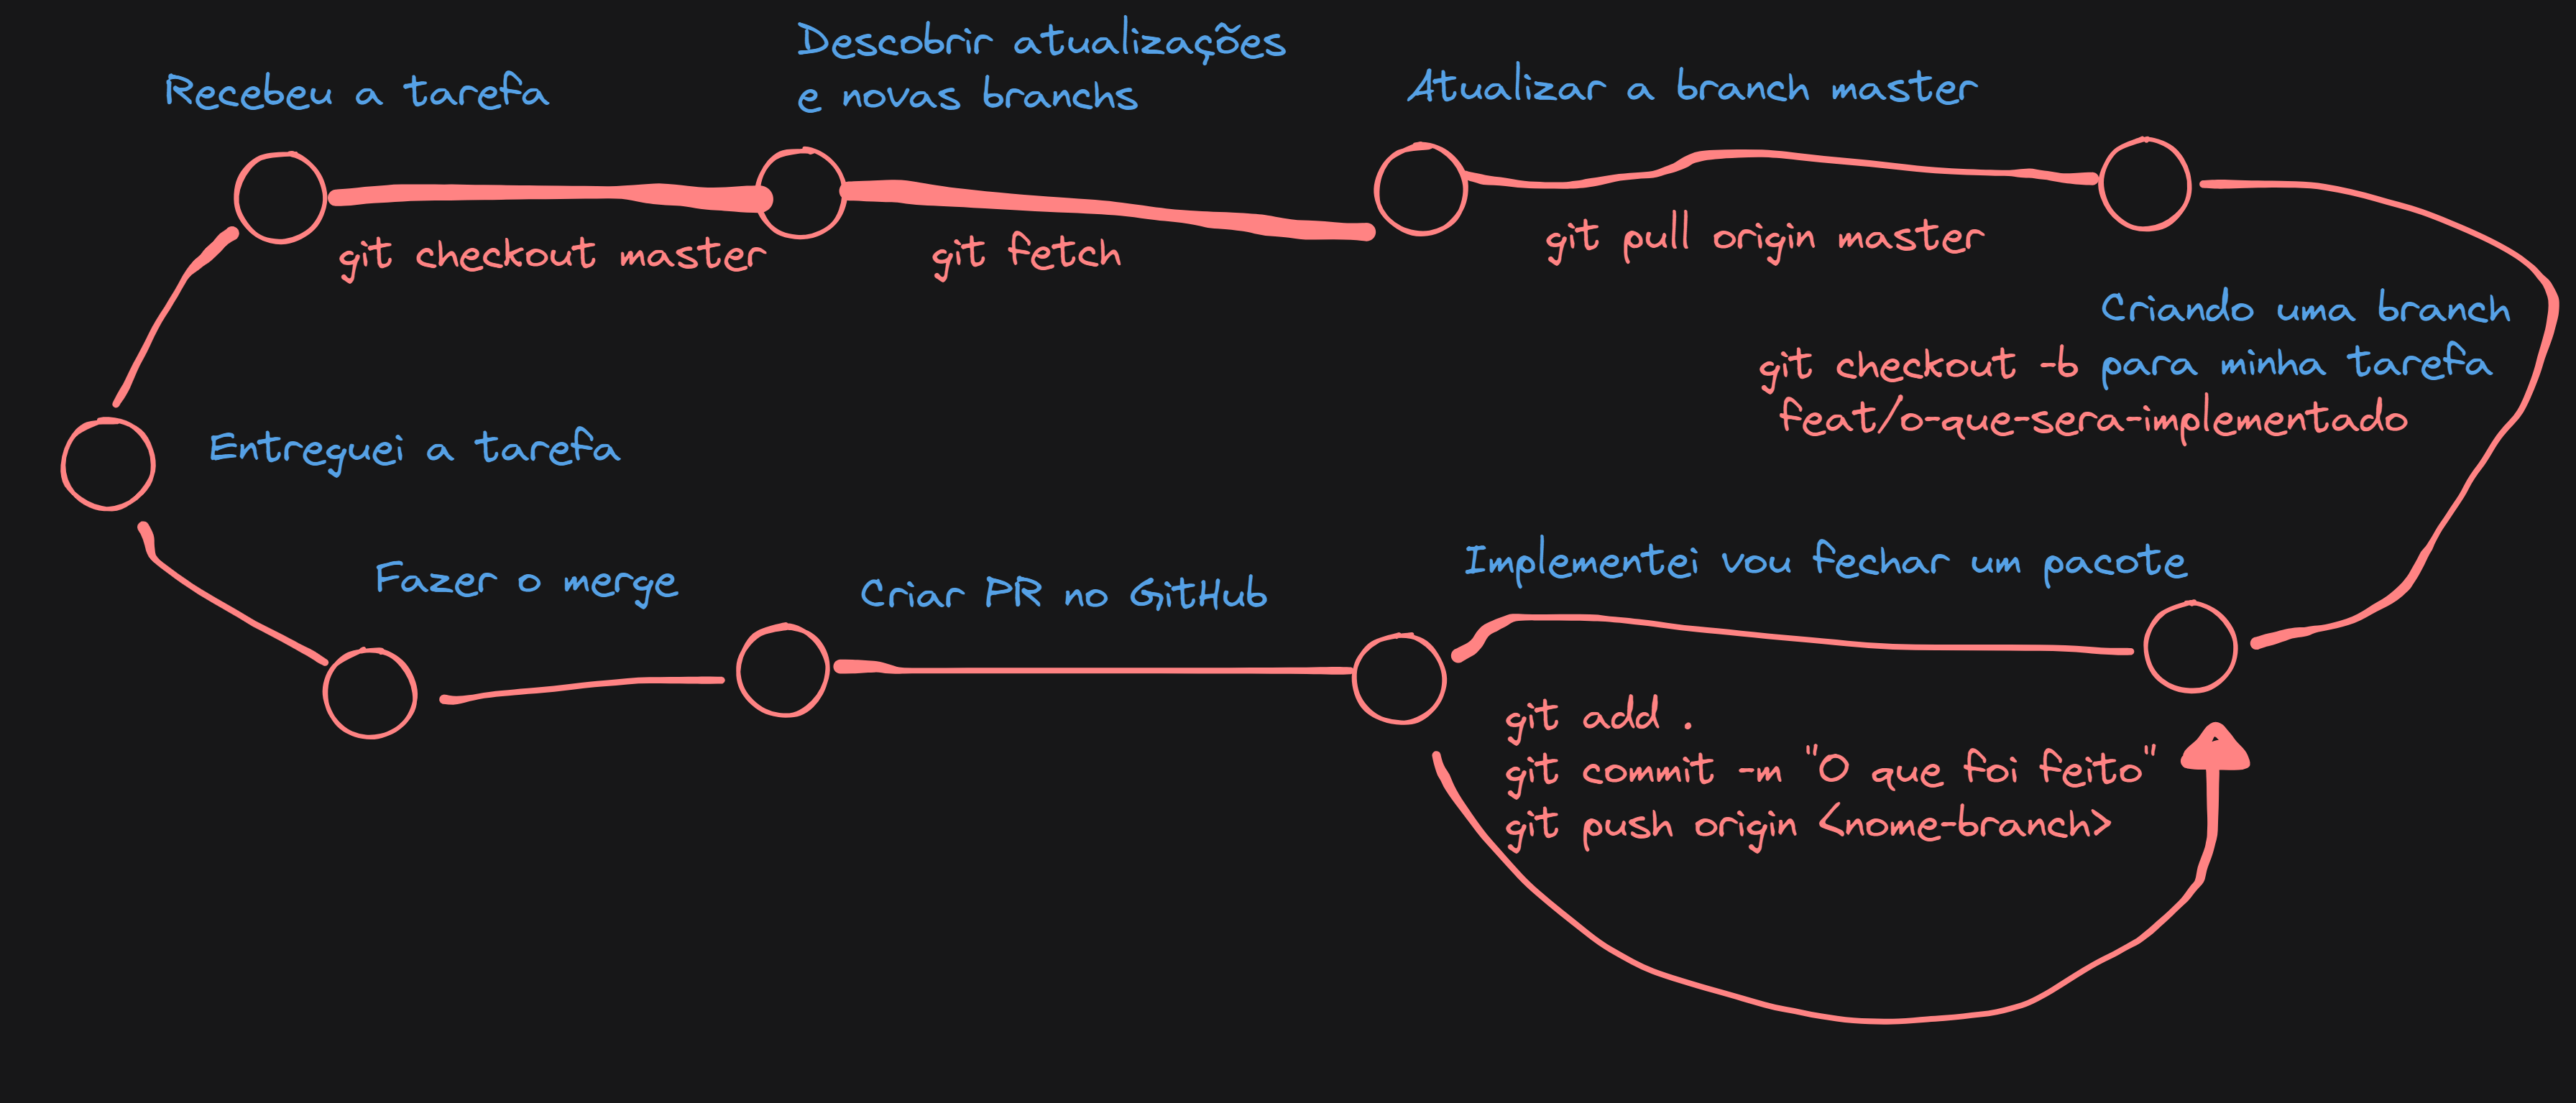 Recebeu a tarefa
Descobrir atualizações
e novas branchs
Atualizar a branch master
git checkout master
git fetch
git pull origin master
Criando uma branch
para minha tarefa
git checkout -b
feat/o-que-sera-implementado
Entreguei a tarefa
Fazer o merge
Criar PR no GitHub
Implementei vou fechar um pacote
git add .
git commit -m "O que foi feito"
git push origin <nome-branch>